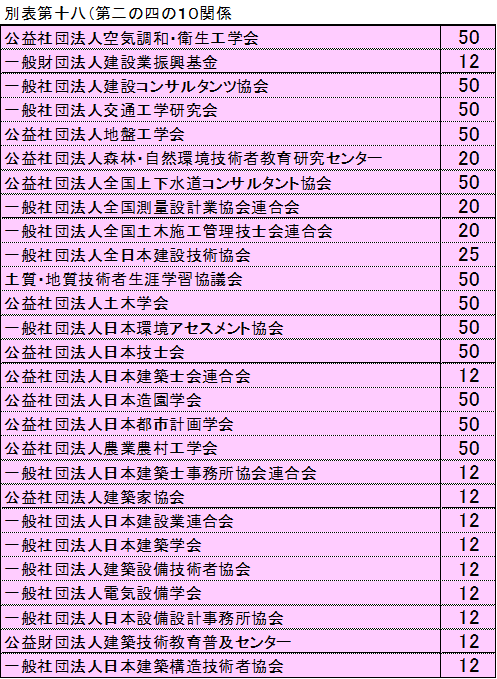 別表第十八（第二の四の１０関係
公益社団法人空気調和・衛生工学会 50
一般財団法人建設業振興基金 12
一般社団法人建設コンサルタンツ協会 50
一般社団法人交通工学研究会 50
公益社団法人地盤工学会 50
公益社団法人森林・自然環境技術者教育研究センター 20
公益社団法人全国上下水道コンサルタント協会 50
一般社団法人全国測量設計業協会連合会 20
一般社団法人全国土木施工管理技士会連合会 20
一般社団法人全日本建設技術協会 25
土質・地質技術者生涯学習協議会 50
公益社団法人土木学会 50
一般社団法人日本環境アセスメント協会 50
公益社団法人日本技士会 50
公益社団法人日本建築士会連合会 12
公益社団法人日本造園学会 50
公益社団法人日本都市計画学会 50
公益社団法人農業農村工学会 50
一般社団法人日本建築士事務所協会連合会 12
公益社団法人建築家協会 12
一般社団法人日本建設業連合会 12
一般社団法人日本建築学会 12
一般社団法人建築設備技術者協会 12
一般社団法人電気設備学会 12
一般社団法人日本設備設計事務所協会 12
公益財団法人建築技術教育普及センター 12
一般社団法人日本建築構造技術者協会 12